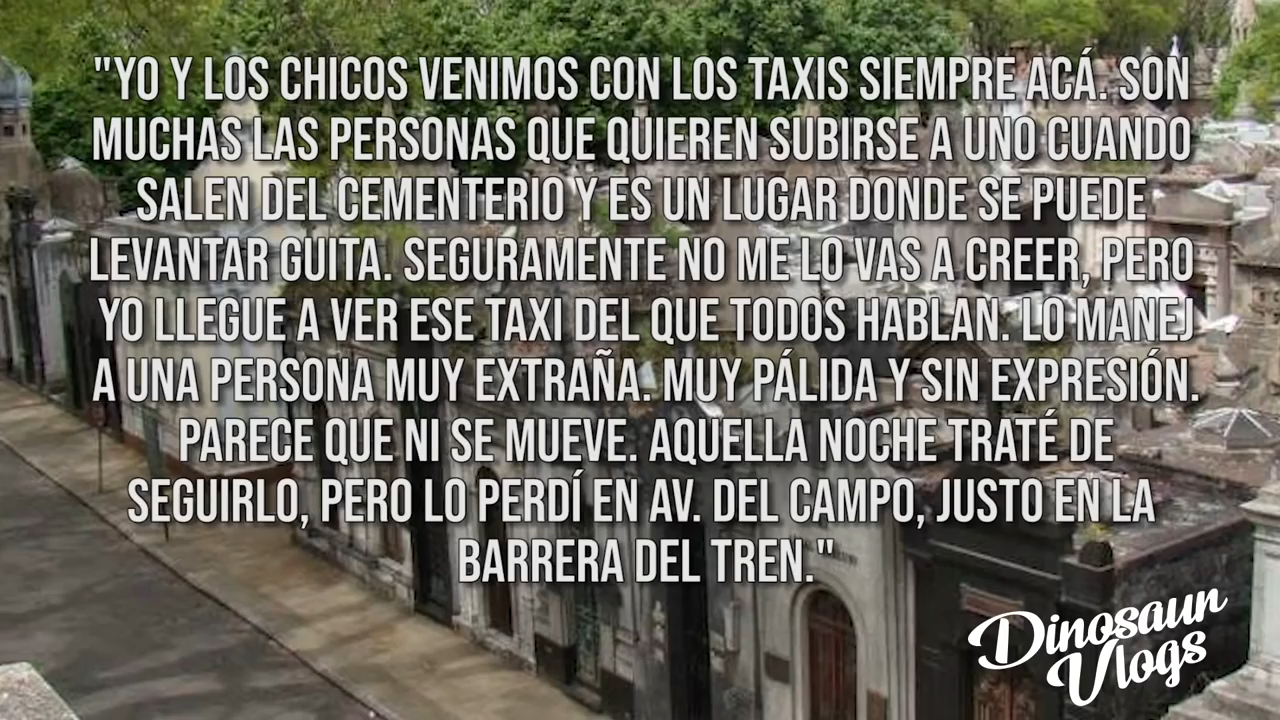 "YO Y LOS CHICOS VENIMOS CON LOS TAXIS SIEMPRE ACÁ. SON
MUCHAS LAS PERSONAS QUE QUIEREN SUBIRSE A UNO CUANDO
SALEN DEL CEMENTERIO Y ES UN LUGAR DONDE SE PUEDE
LEVANTAR GUITA. SEGURAMENTE NO ME LO VAS A CREER, PERO
YO LLEGUE A VER ESE TAXI DEL QUE TODOS HABLAN. LO MANEJ
A UNA PERSONA MUY EXTRAÑA. MUY PÁLIDA Y SIN EXPRESIÓN.
PARECE QUE NI SE MUEVE. AQUELLA NOCHE TRATÉ DE
SEGUIRLO, PERO LO PERDÍ EN AV. DEL CAMPO, JUSTO EN LA
BARRERA DEL TREN."
Dinosaun
Vlogs